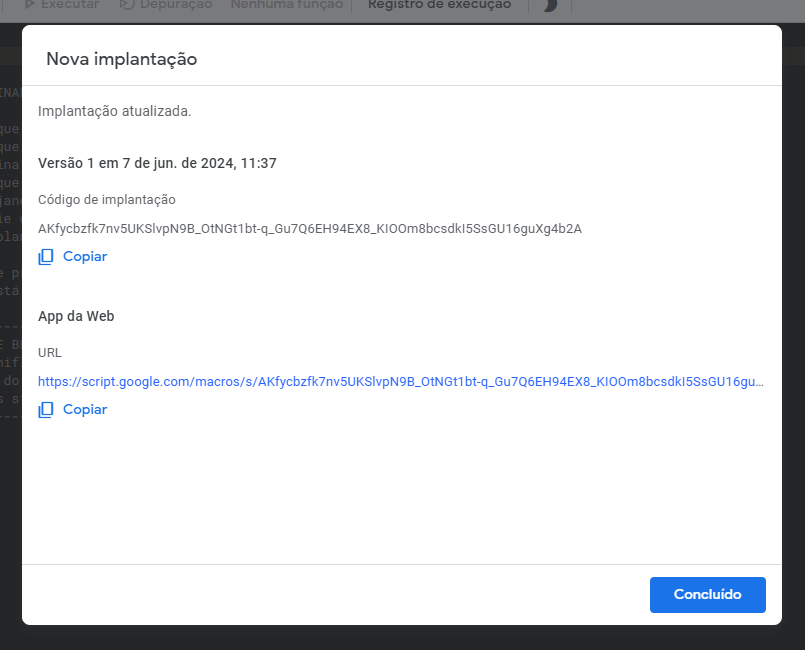 Executar Depuração Nenhuma função Registro de execução
Nova implantação
Implantação atualizada.
Versão 1 em 7 de jun. de 2024, 11:37
Código de implantação
AKfycbzfk7nv5UKSlvpN9B_OtNGt1bt-q_Gu7Q6EH94EX8_KIOOm8bcsdkI5SsGU16guXg4b2A
Copiar
App da Web
URL
https://script.google.com/macros/s/AKfycbzfk7nv5UKSlvpN9B_OtNGt1bt-q_Gu7Q6EH94EX8_KIOOm8bcsdkI5SsGU16gu...
Copiar
Concluído